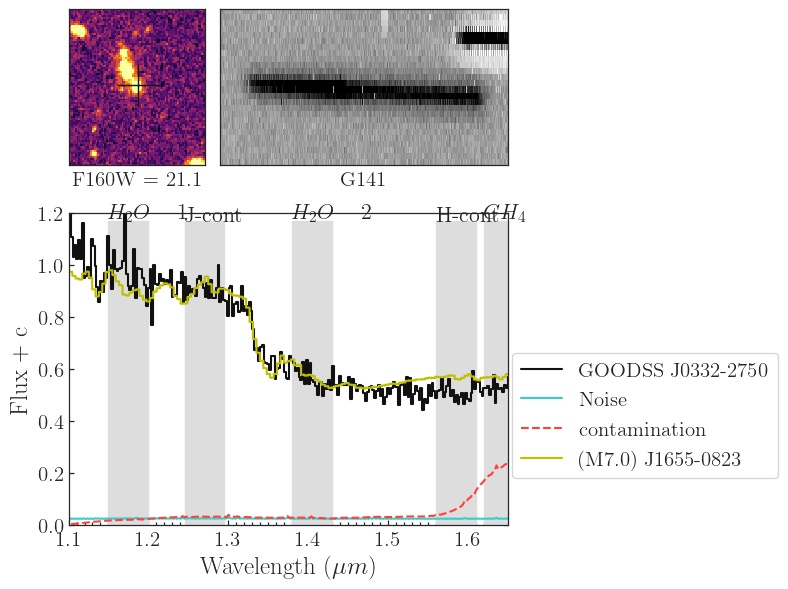 F160W = 21.1
G141
H2O 1 J-cont H2O 2 H-cont CH4
1.2
1.0
0.8
0.6
0.4
0.2
0.0
Flux + c
1.1 1.2 1.3 1.4 1.5 1.6
Wavelength (μm)
GOODSS J0332-2750
Noise
contamination
(M7.0) J1655-0823